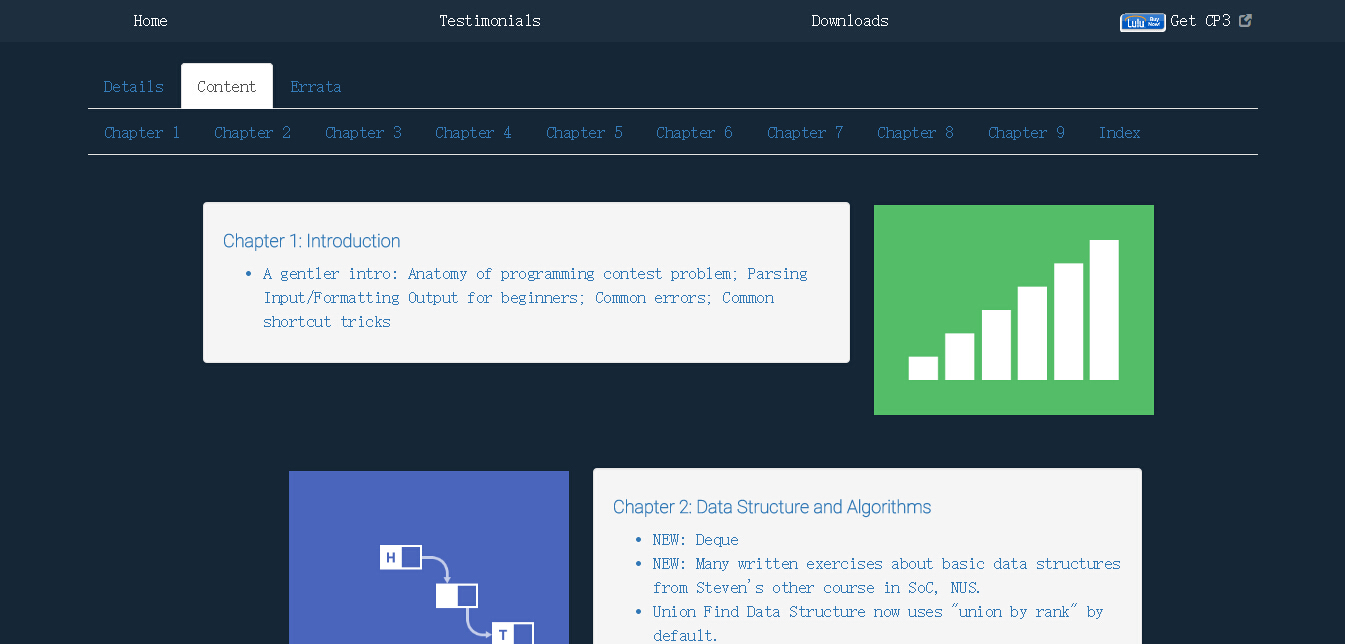 Home Testimonials Downloads Lulu Buy Now! Get CP3
Details Content Errata
Chapter 1 Chapter 2 Chapter 3 Chapter 4 Chapter 5 Chapter 6 Chapter 7 Chapter 8 Chapter 9 Index
Chapter 1: Introduction
A gentler intro: Anatomy of programming contest problem; Parsing
Input/Formatting Output for beginners; Common errors; Common
shortcut tricks
H
T
Chapter 2: Data Structure and Algorithms
NEW: Deque
NEW: Many written exercises about basic data structures
from Steven's other course in SoC, NUS.
Union Find Data Structure now uses "union by rank" by
default.